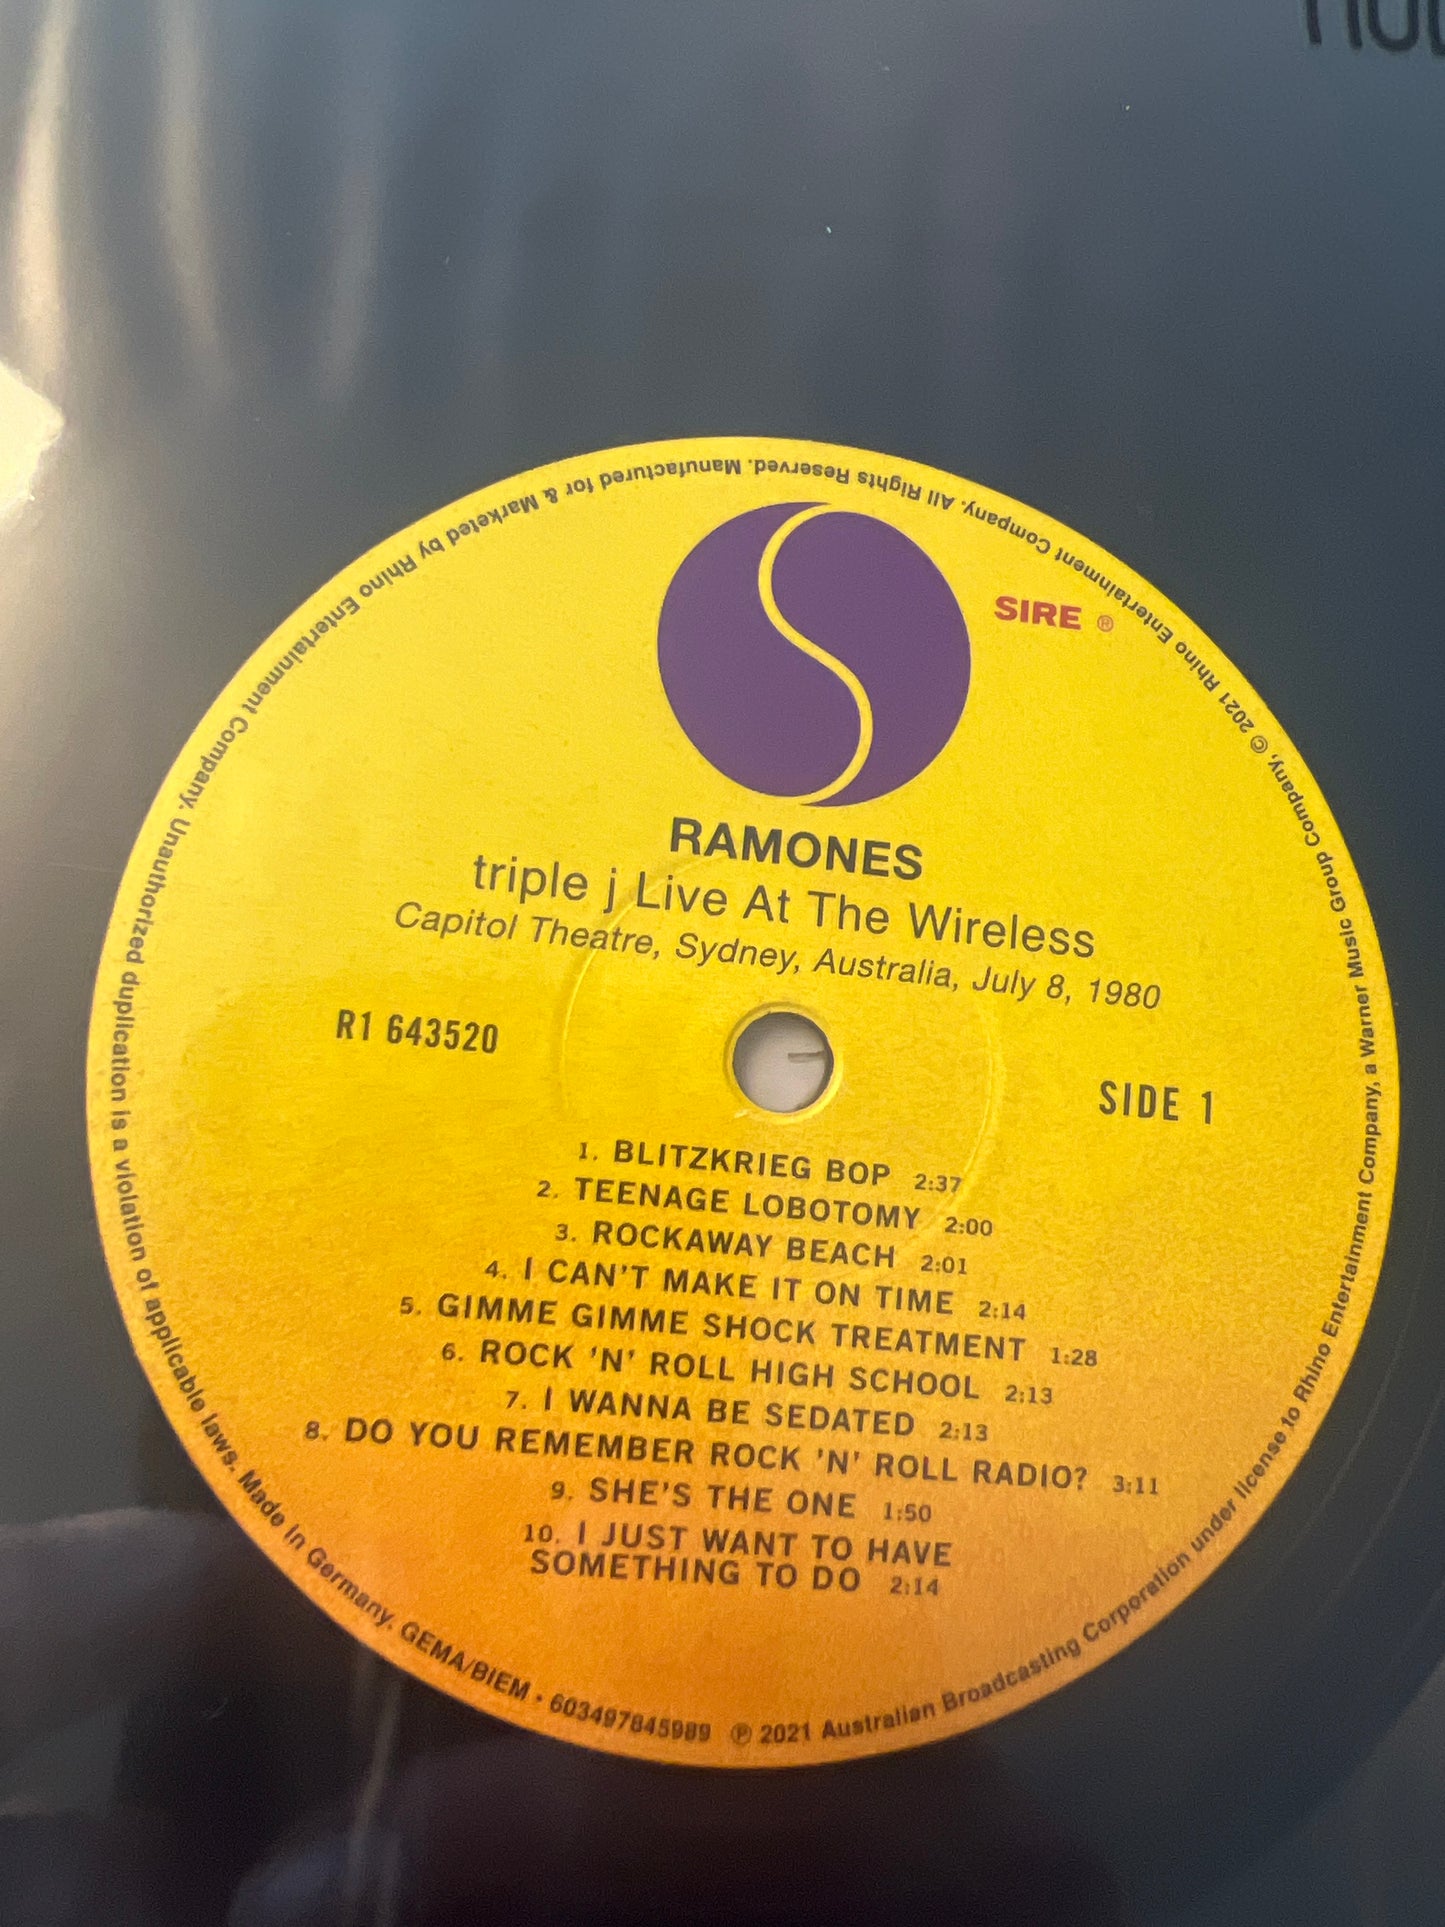 SIRE ®
RAMONES
triple j Live At The Wireless
Capitol Theatre, Sydney, Australia, July 8, 1980
R1 643520
SIDE 1
1. BLITZKRIEG BOP 2:37
2. TEENAGE LOBOTOMY 2:00
3. ROCKAWAY BEACH 2:01
4. I CAN'T MAKE IT ON TIME 2:14
5. GIMME GIMME SHOCK TREATMENT 1:28
6. ROCK 'N' ROLL HIGH SCHOOL 2:13
7. I WANNA BE SEDATED 2:13
8. DO YOU REMEMBER ROCK 'N' ROLL RADIO? 3:11
9. SHE'S THE ONE 1:50
10. I JUST WANT TO HAVE
SOMETHING TO DO 2:14
℗ 2021 Australian Broadcasting Corporation under license to Rhino Entertainment Company, a Warner Music Group Company, © 2021 Rhino Entertainment Company. All Rights Reserved. Manufactured for & Marketed by Rhino Entertainment Company. Unauthorized duplication is a violation of applicable laws. Made in Germany. GEMA/BIEM • 603497845989